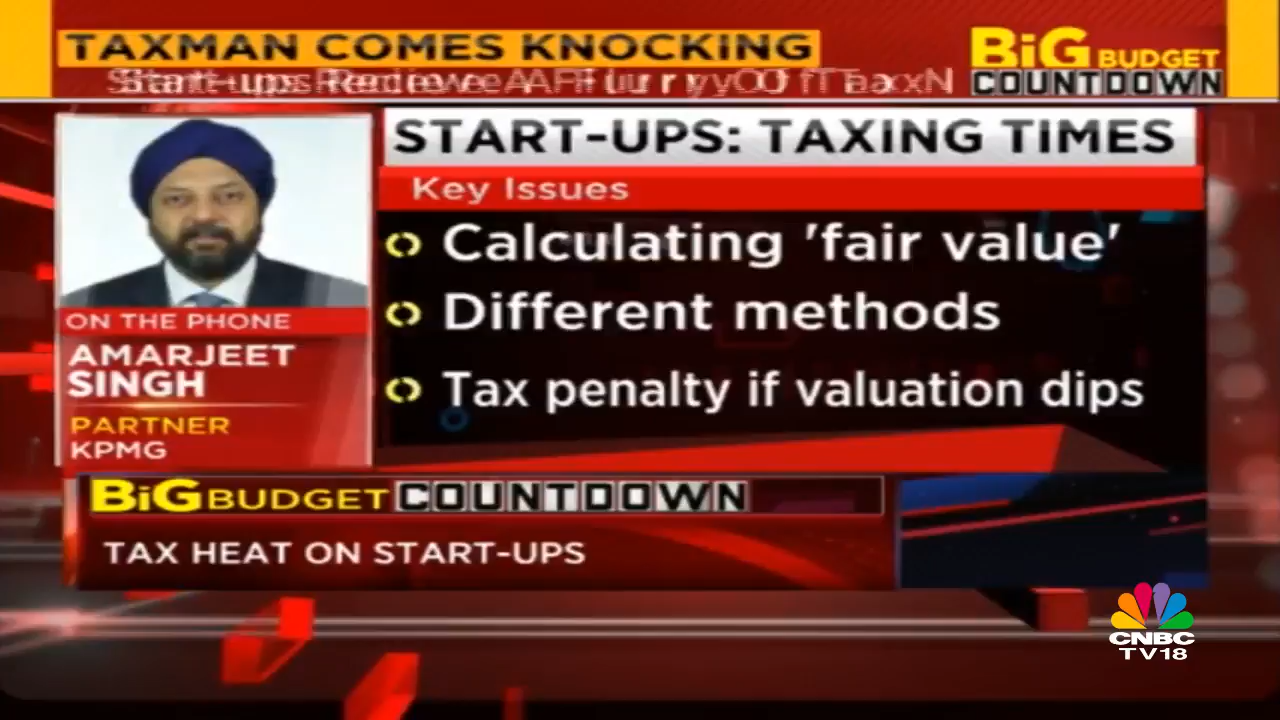 TAXMAN COMES KNOCKING
BiG BUDGET
COUNTDOWN
START-UPS: TAXING TIMES
Key Issues
Calculating 'fair value'
Different methods
Tax penalty if valuation dips
ON THE PHONE
AMARJEET
SINGH
PARTNER
KPMG
BiG BUDGET COUNTDOWN
TAX HEAT ON START-UPS
CNBC
TV18